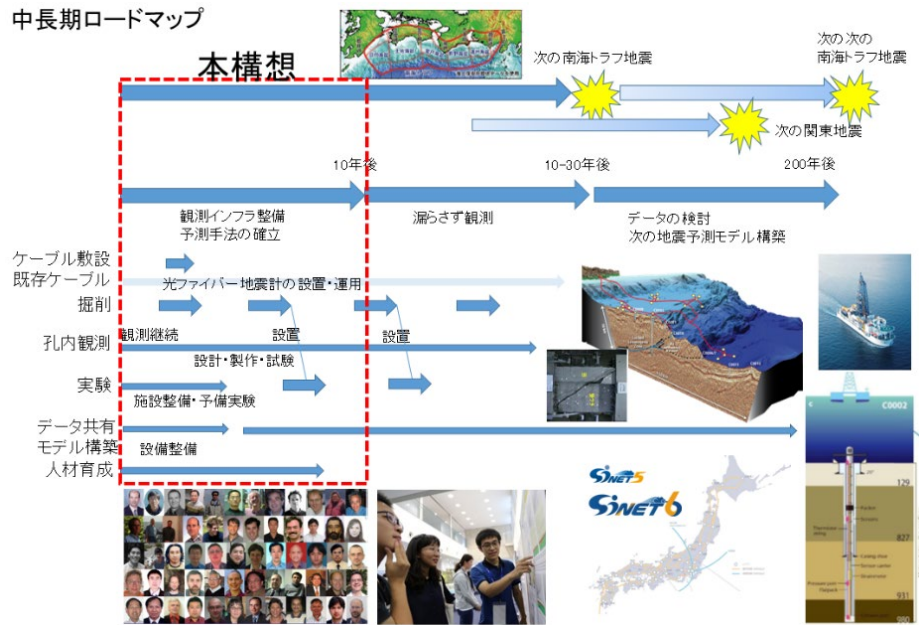 中長期ロードマップ
本構想
次の南海トラフ地震
次の次の
南海トラフ地震
次の関東地震
10年後
10-30年後
200年後
観測インフラ整備
予測手法の確立
漏らさず観測
データの検討
次の地震予測モデル構築
ケーブル敷設
既存ケーブル
光ファイバー地震計の設置・運用
掘削
観測継続
設置
設置
孔内観測
設計・製作・試験
実験
施設整備・予備実験
データ共有
モデル構築
設備整備
人材育成
SINET5
SINET6
C0002
129
827
931
980